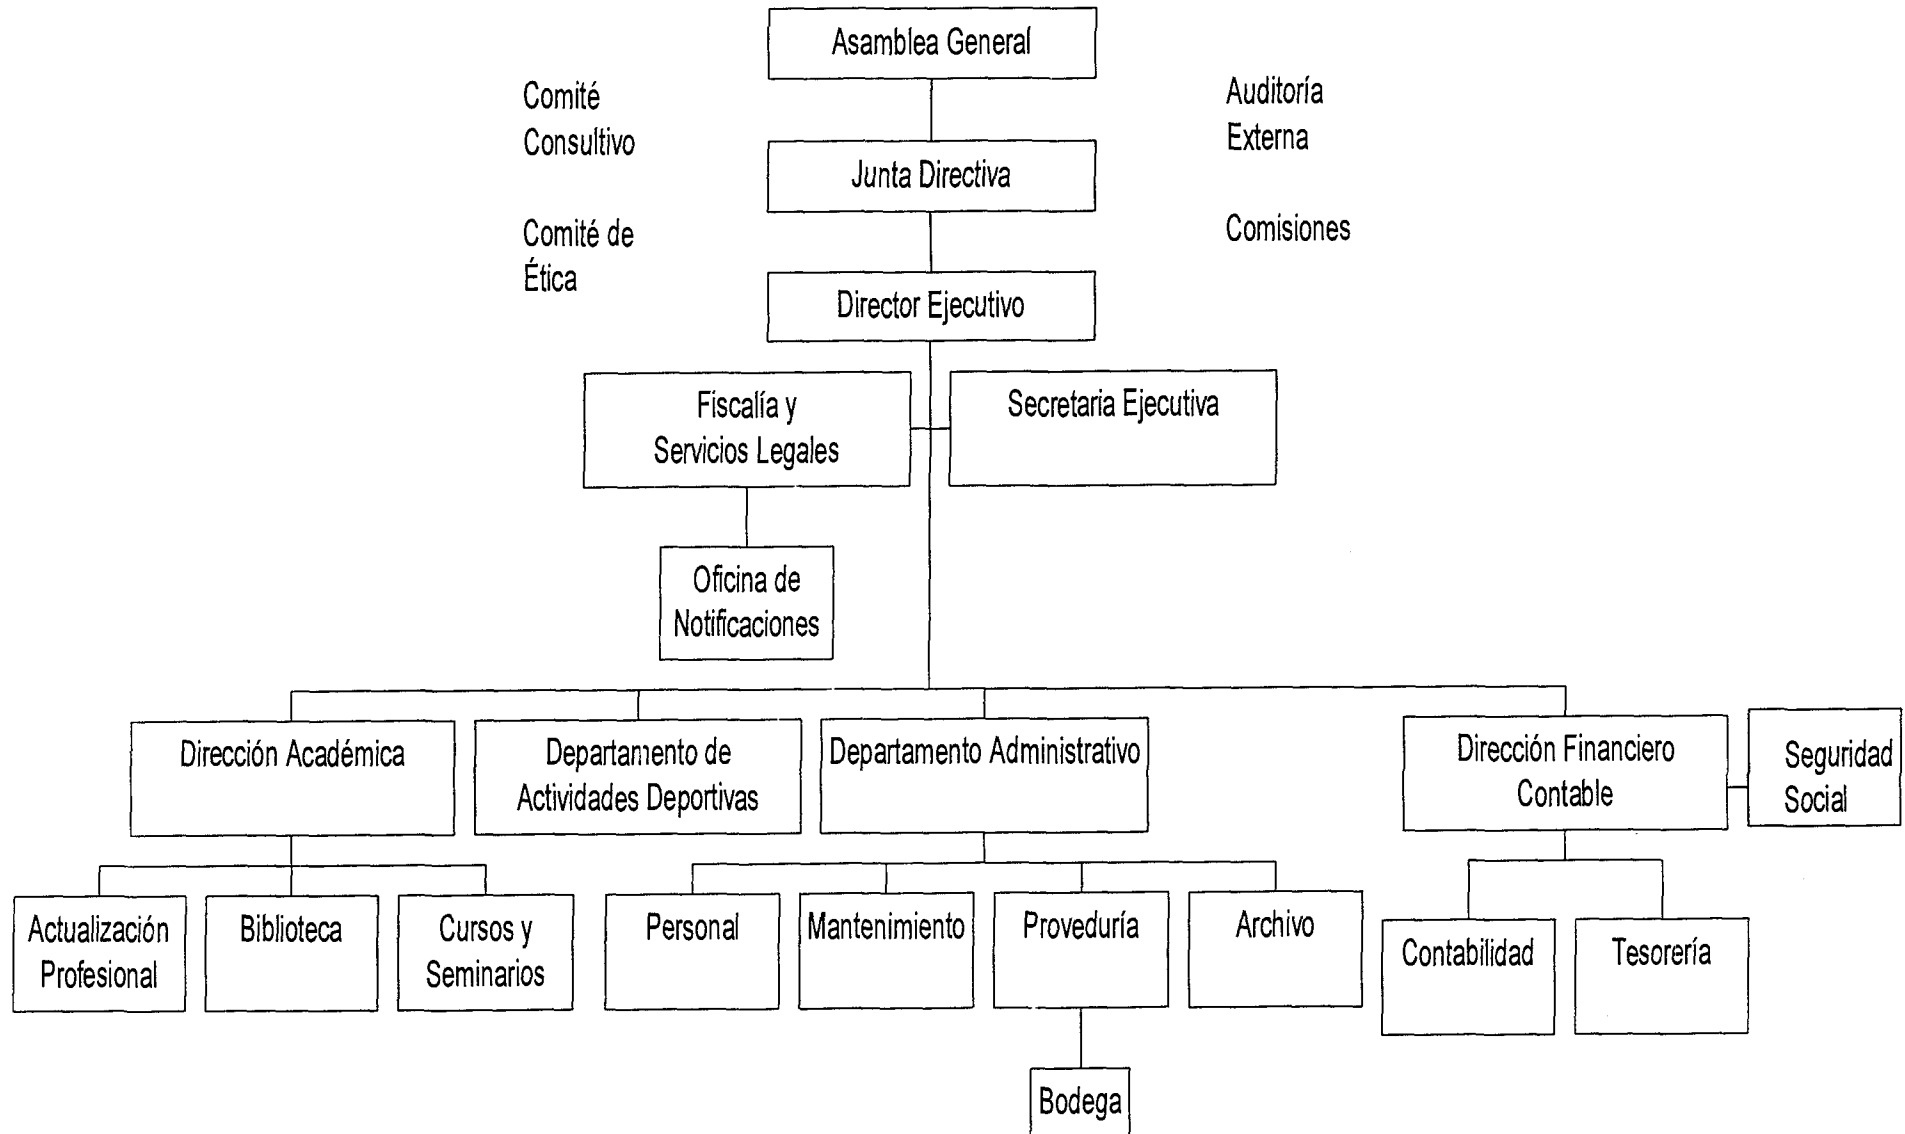 Asamblea General
Comité
Consultivo
Auditoría
Externa
Junta Directiva
Comité de
Ética
Comisiones
Director Ejecutivo
Fiscalía y
Servicios Legales
Secretaria Ejecutiva
Oficina de
Notificaciones
Dirección Académica
Departamento de
Actividades Deportivas
Departamento Administrativo
Dirección Financiero
Contable
Seguridad
Social
Actualización
Profesional
Biblioteca
Cursos y
Seminarios
Personal
Mantenimiento
Proveduría
Archivo
Contabilidad
Tesorería
Bodega